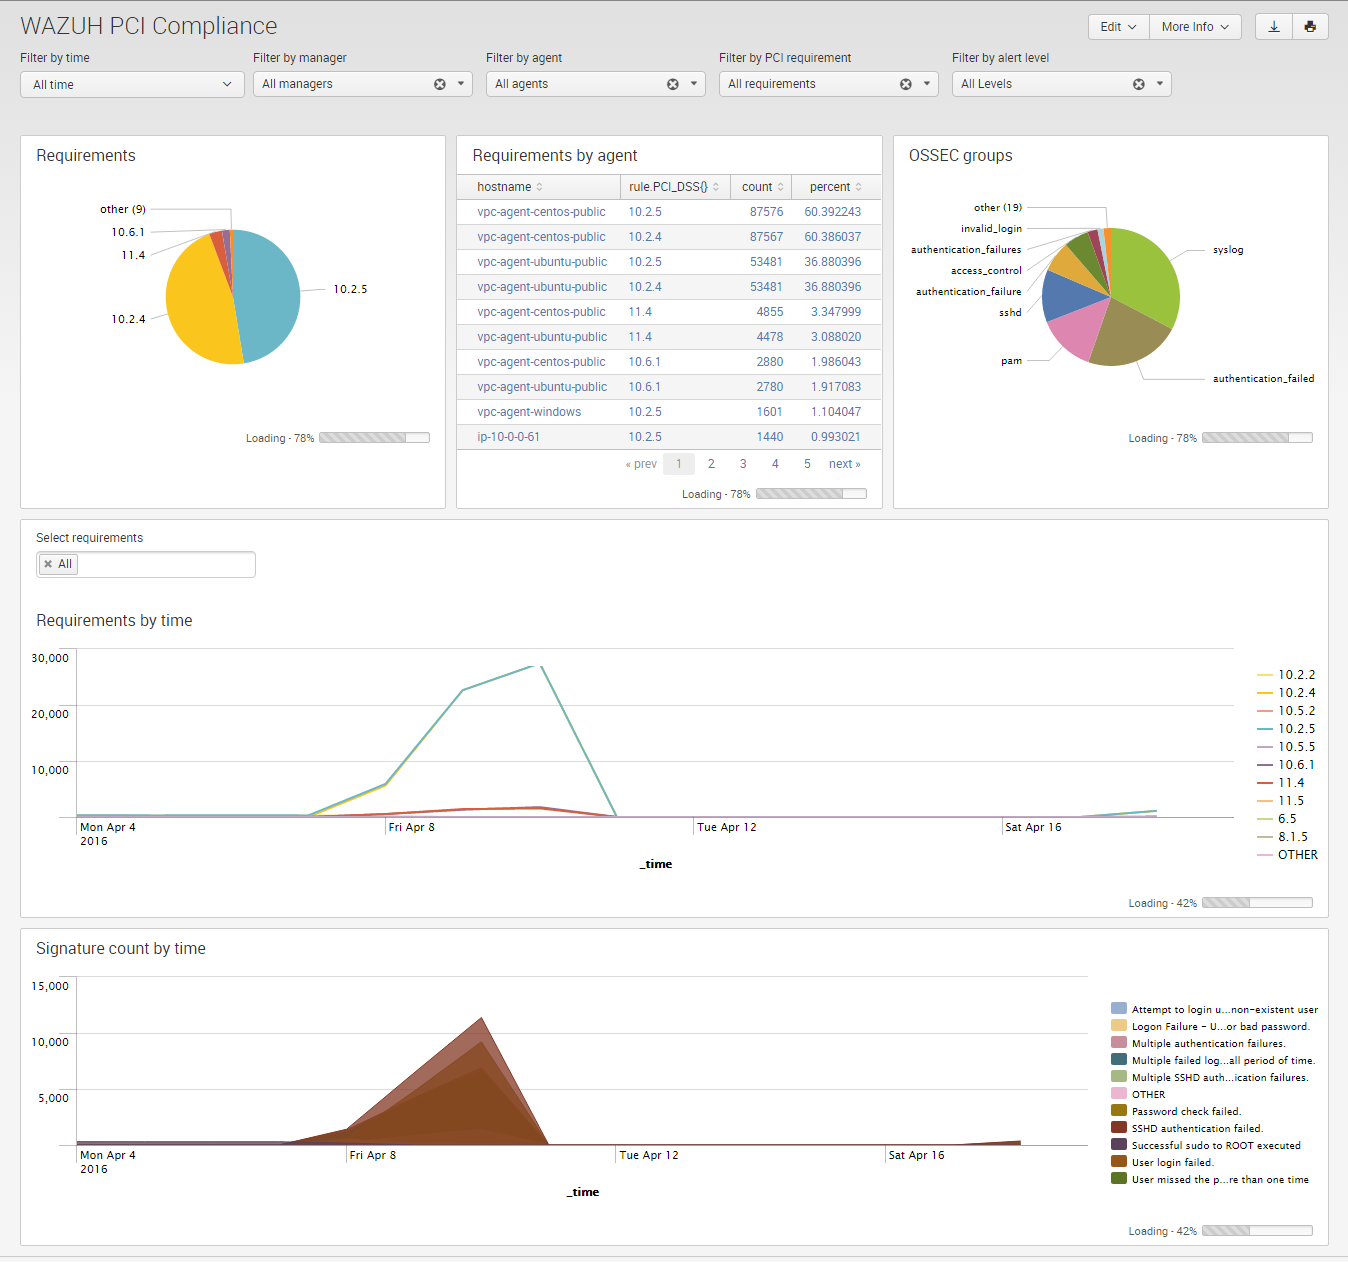 WAZUH PCI Compliance
Edit
More Info
Filter by time
Filter by manager
Filter by agent
Filter by PCI requirement
Filter by alert level
All time
All managers
All agents
All requirements
All Levels
Requirements
other (9)
10.6.1
11.4
10.2.5
10.2.4
Loading - 78%
Requirements by agent
hostname rule.PCI_DSS{} count percent
vpc-agent-centos-public 10.2.5 87576 60.392243
vpc-agent-centos-public 10.2.4 87567 60.386037
vpc-agent-ubuntu-public 10.2.5 53481 36.880396
vpc-agent-ubuntu-public 10.2.4 53481 36.880396
vpc-agent-centos-public 11.4 4855 3.347999
vpc-agent-ubuntu-public 11.4 4478 3.088020
vpc-agent-centos-public 10.6.1 2880 1.986043
vpc-agent-ubuntu-public 10.6.1 2780 1.917083
vpc-agent-windows 10.2.5 1601 1.104047
ip-10-0-0-61 10.2.5 1440 0.993021
« prev 1 2 3 4 5 next »
Loading - 78%
OSSEC groups
other (19)
invalid_login
authentication_failures
access_control
authentication_failure
sshd
pam
syslog
authentication_failed
Loading - 78%
Select requirements
All
Requirements by time
30,000
20,000
10,000
Mon Apr 4
2016
Fri Apr 8
Tue Apr 12
Sat Apr 16
_time
10.2.2
10.2.4
10.5.2
10.2.5
10.5.5
10.6.1
11.4
11.5
6.5
8.1.5
OTHER
Loading - 42%
Signature count by time
15,000
10,000
5,000
Mon Apr 4
2016
Fri Apr 8
Tue Apr 12
Sat Apr 16
_time
Attempt to login u...non-existent user
Logon Failure - U...or bad password.
Multiple authentication failures.
Multiple failed log...all period of time.
Multiple SSHD auth...ication failures.
OTHER
Password check failed.
SSHD authentication failed.
Successful sudo to ROOT executed
User login failed.
User missed the p...re than one time
Loading - 42%